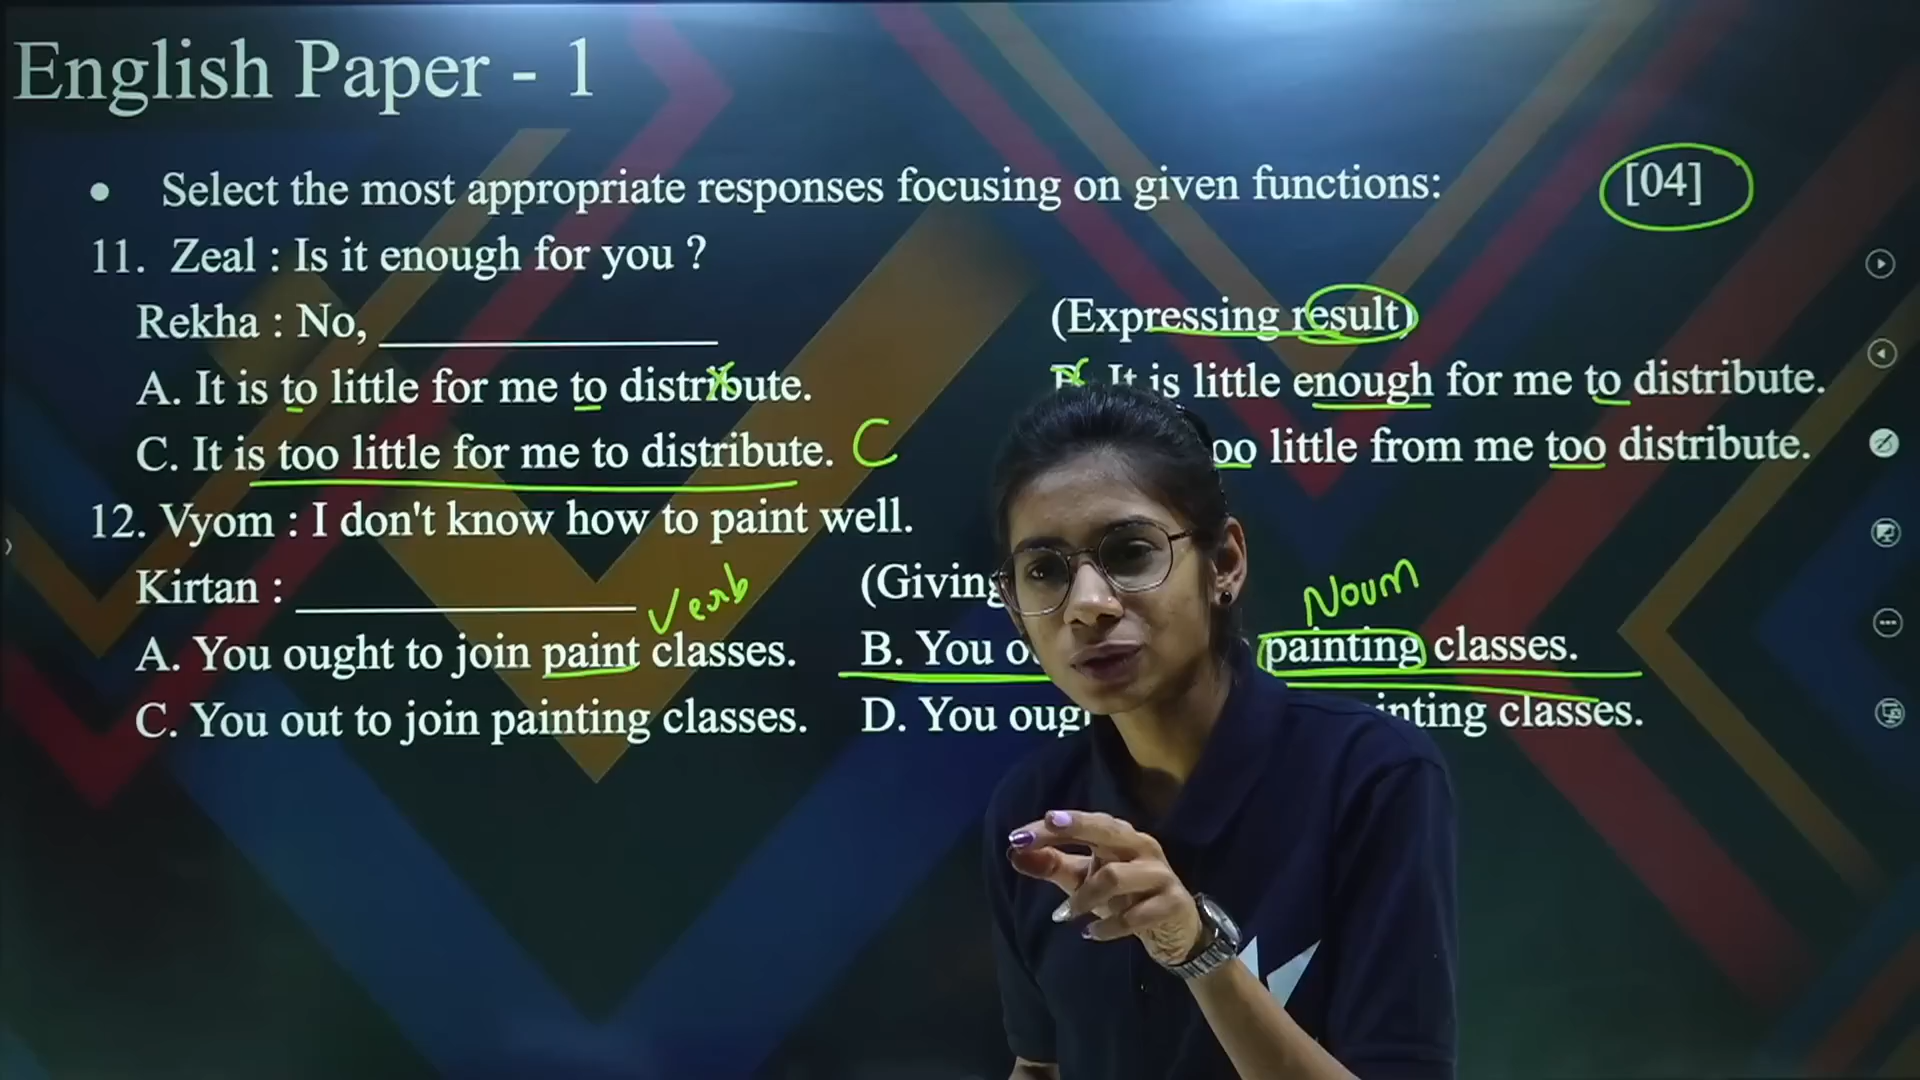 English Paper - 1
• Select the most appropriate responses focusing on given functions: [04]
11. Zeal : Is it enough for you ?
Rekha : No, ____________ (Expressing result)
A. It is to little for me to distribute. B. It is little enough for me to distribute.
C. It is too little for me to distribute. C little from me too distribute.
12. Vyom : I don't know how to paint well.
Kirtan : ____________ (Giving
Verb Noun
A. You ought to join paint classes. B. You painting classes.
C. You out to join painting classes. D. You classes.